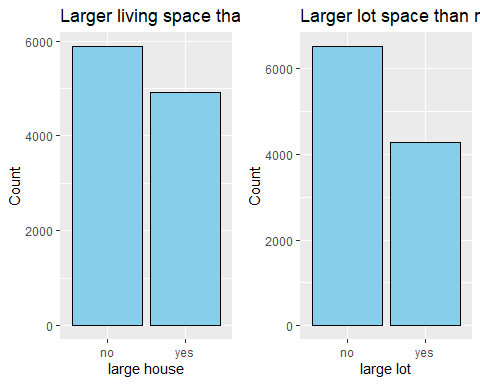 Larger living space tha
6000
4000
2000
0
Count
no yes
large house
Larger lot space than
6000
4000
2000
0
Count
no yes
large lot